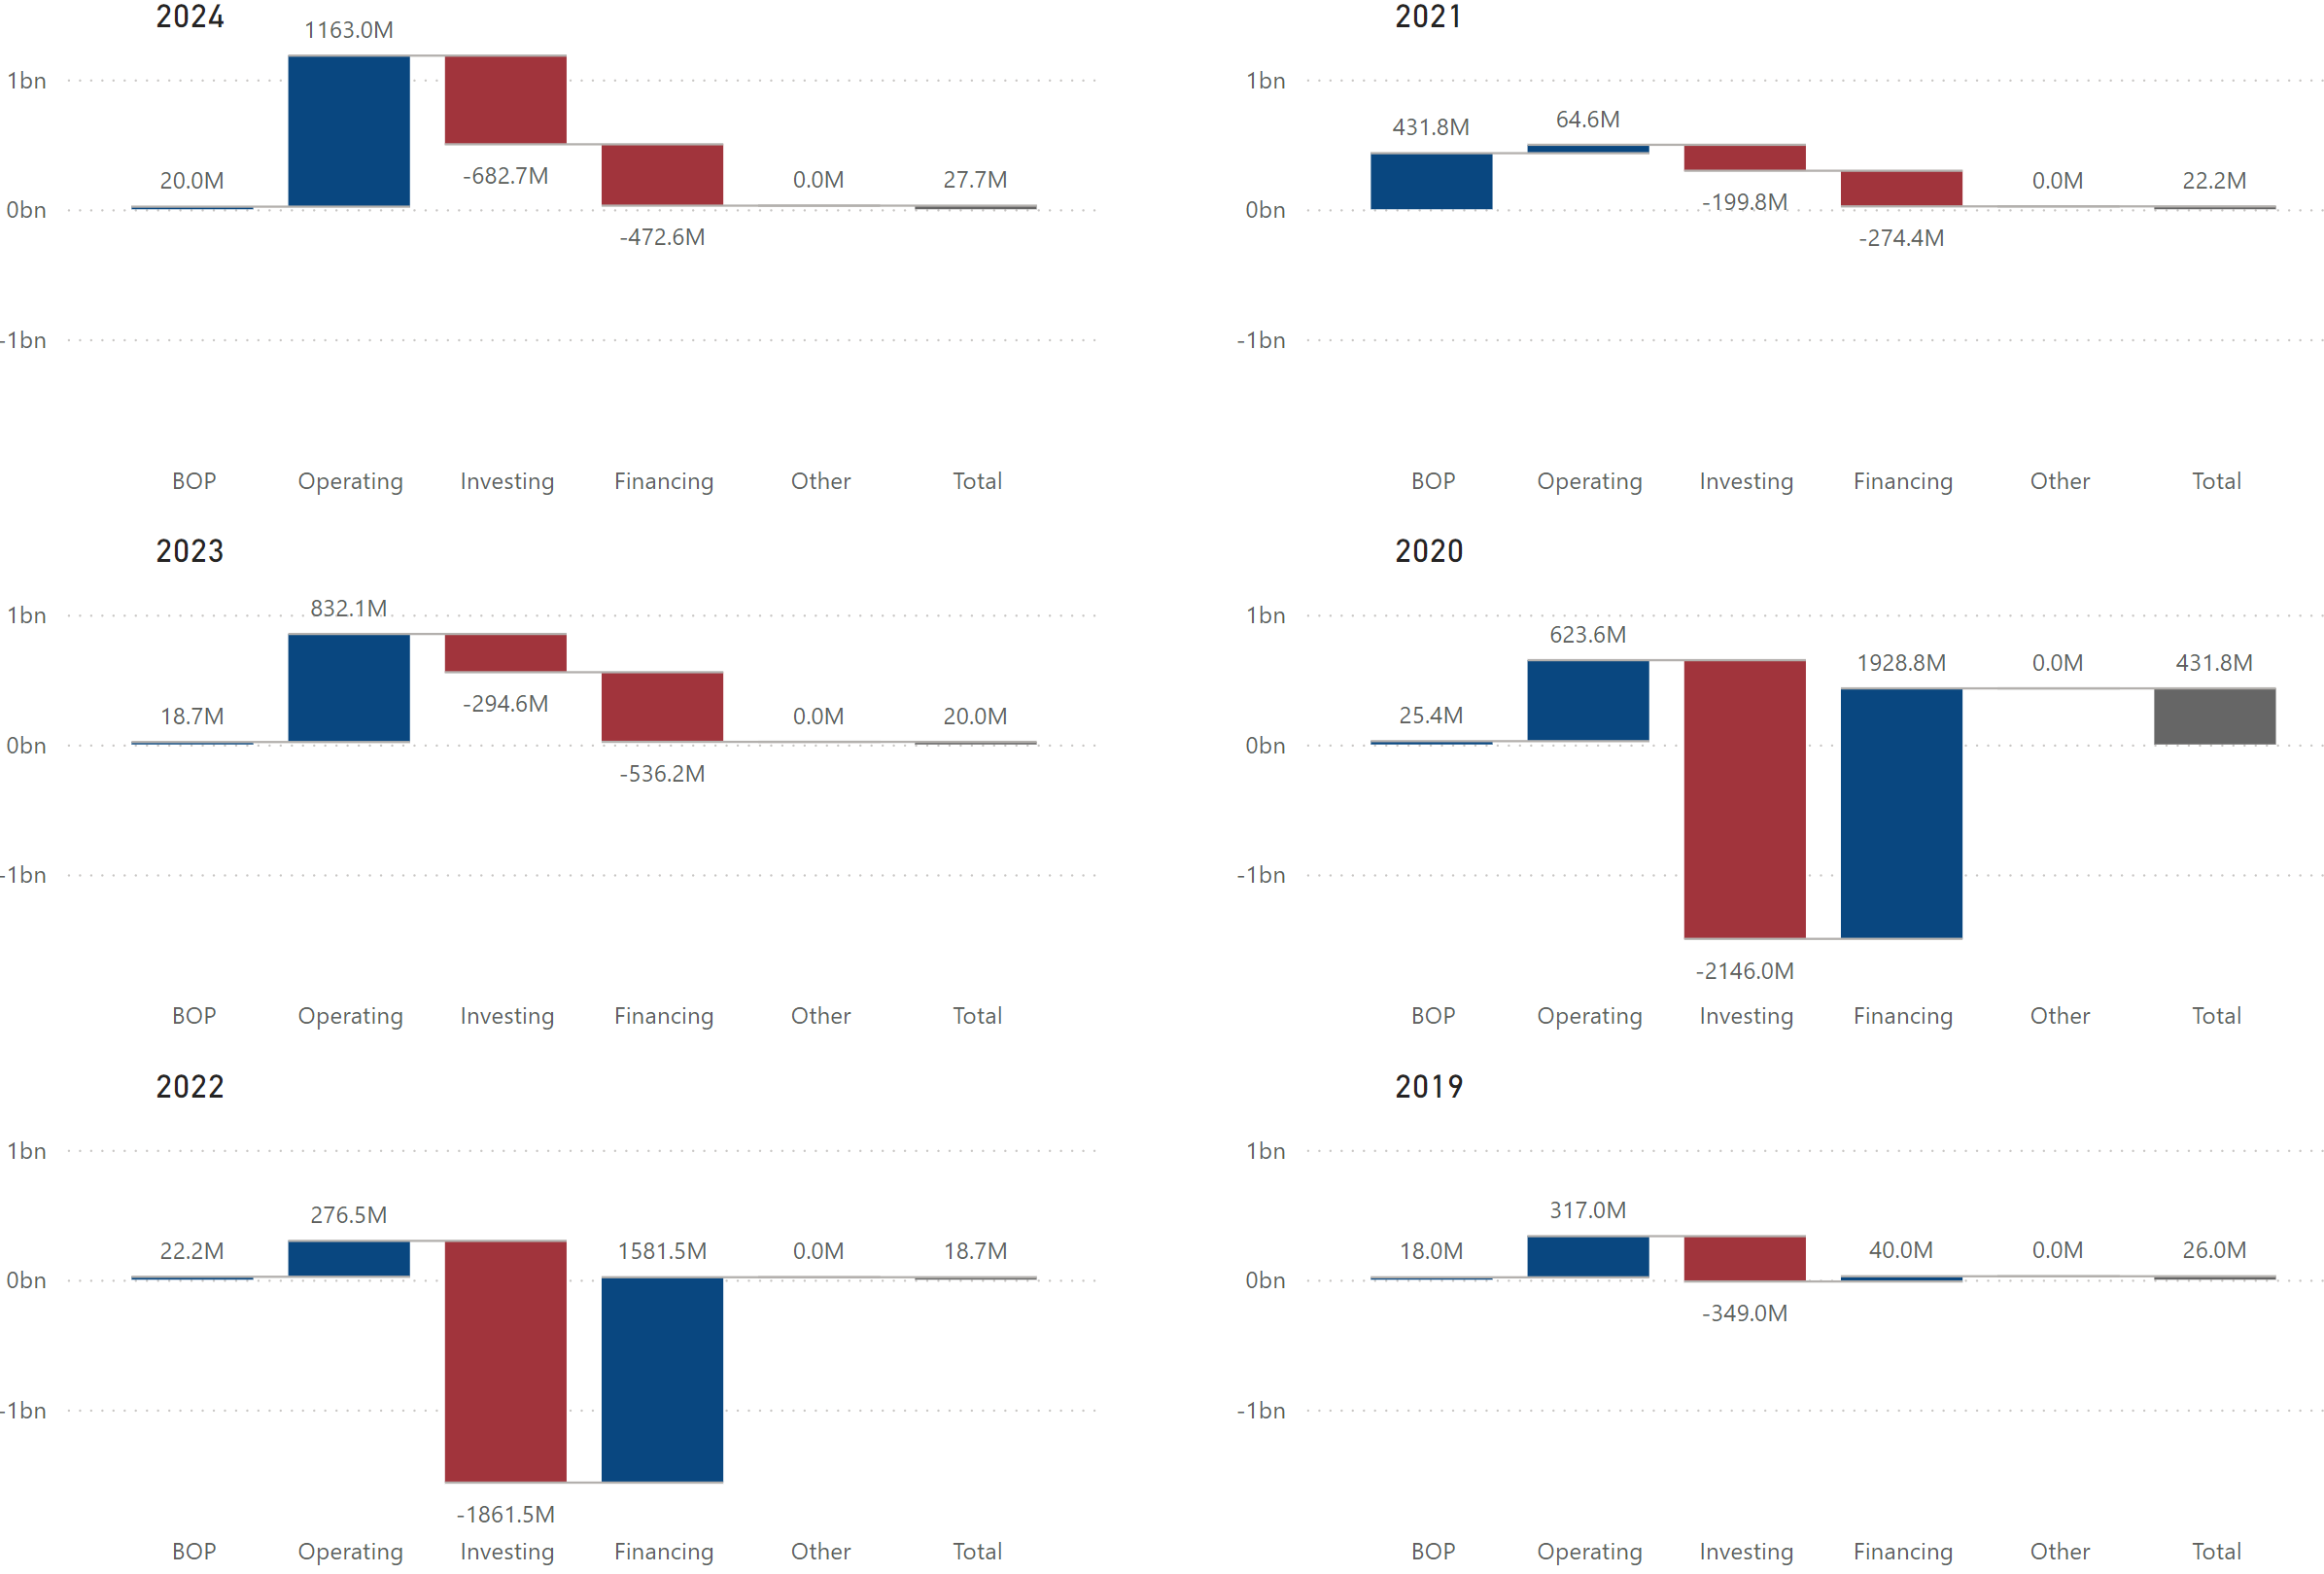 2024
1163.0M
1bn
20.0M
-682.7M
0.0M
27.7M
0bn
-472.6M
-1bn
BOP Operating Investing Financing Other Total
2021
1bn
431.8M
64.6M
-199.8M
0.0M
22.2M
0bn
-274.4M
-1bn
BOP Operating Investing Financing Other Total
2023
832.1M
1bn
18.7M
-294.6M
0.0M
20.0M
0bn
-536.2M
-1bn
BOP Operating Investing Financing Other Total
2020
1bn
623.6M
25.4M
1928.8M
0.0M
431.8M
0bn
-1bn
-2146.0M
BOP Operating Investing Financing Other Total
2022
1bn
276.5M
22.2M
1581.5M
0.0M
18.7M
0bn
-1bn
-1861.5M
BOP Operating Investing Financing Other Total
2019
1bn
317.0M
18.0M
40.0M
0.0M
26.0M
0bn
-349.0M
-1bn
BOP Operating Investing Financing Other Total